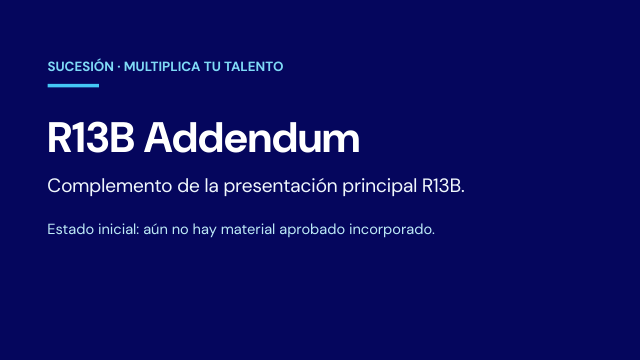 SUCESIÓN · MULTIPLICA TU TALENTO
R13B Addendum
Complemento de la presentación principal R13B.
Estado inicial: aún no hay material aprobado incorporado.